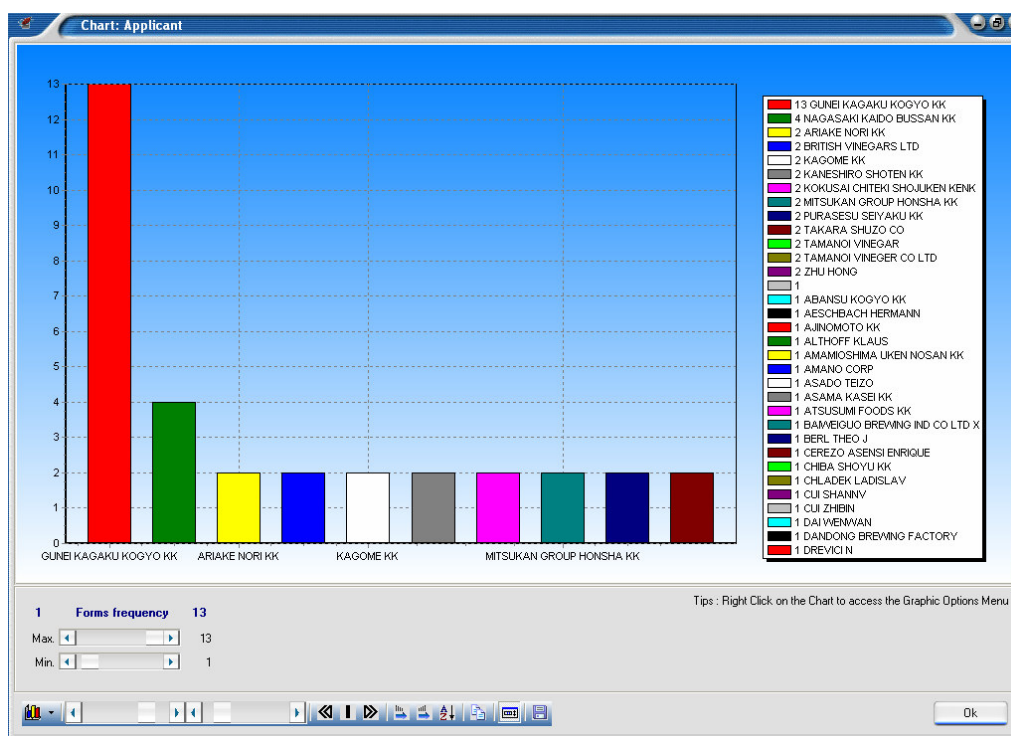 Chart: Applicant
13
12
11
10
9
8
7
6
5
4
3
2
1
0
GUNEI KAGAKU KOGYO KK ARIAKE NORI KK KAGOME KK MITSUKAN GROUP HONSHA KK
13 GUNEI KAGAKU KOGYO KK
4 NAGASAKI KAIDO BUSSAN KK
2 ARIAKE NORI KK
2 BRITISH VINEGARS LTD
2 KAGOME KK
2 KANESHIRO SHOTEN KK
2 KOKUSAI CHITEKI SHOJUKEN KENK
2 MITSUKAN GROUP HONSHA KK
2 PURASESU SEIYAKU KK
2 TAKARA SHUZO CO
2 TAMANOI VINEGAR
2 TAMANOI VINEGER CO LTD
2 ZHU HONG
1
1 ABANSU KOGYO KK
1 AESCHBACH HERMANN
1 AJINOMOTO KK
1 ALTHOFF KLAUS
1 AMAMIOSHIMA UKEN NOSAN KK
1 AMANO CORP
1 ASADO TEIZO
1 ASAMA KASEI KK
1 ATSUSUMI FOODS KK
1 BAIWEIGUO BREWING IND CO LTD X
1 BERL THEO J
1 CEREZO ASENSI ENRIQUE
1 CHIBA SHOYU KK
1 CHLADEK LADISLAV
1 CUI SHANNV
1 CUI ZHIBIN
1 DAI WENWAN
1 DANDONG BREWING FACTORY
1 DREVICI N
Tips : Right Click on the Chart to access the Graphic Options Menu
1 Forms frequency 13
Max. 13
Min. 1
Ok